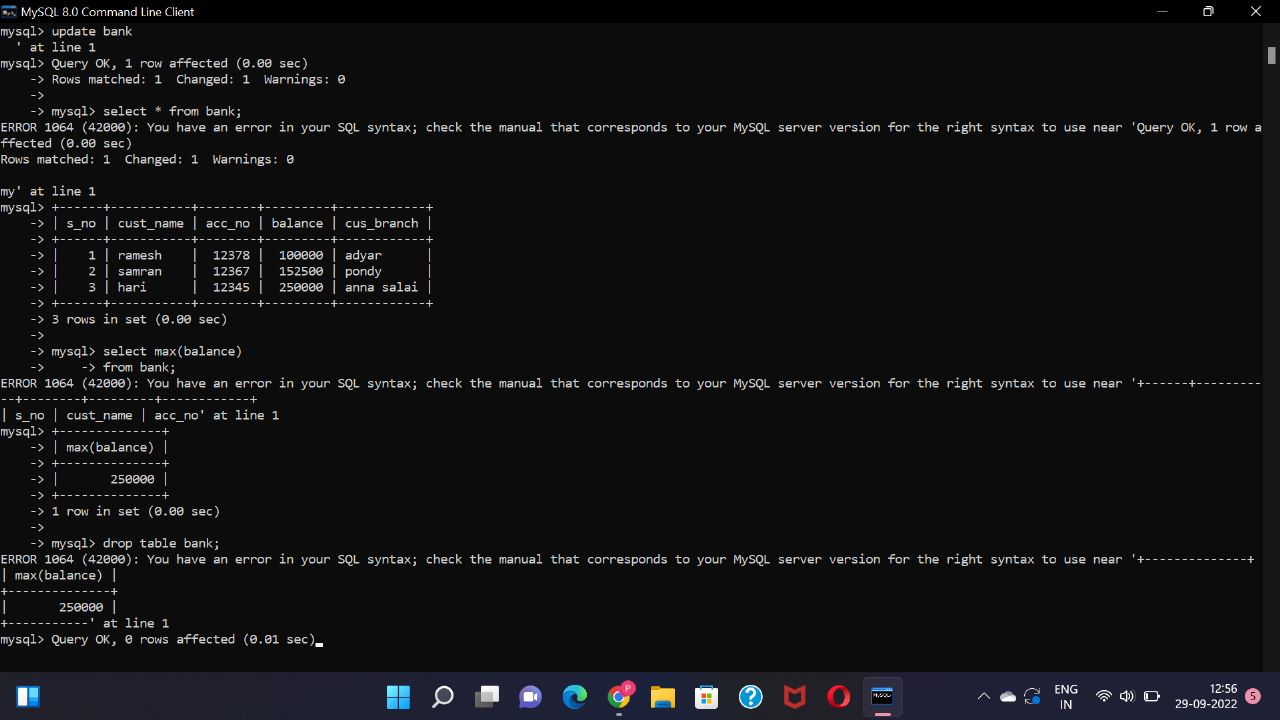 MySQL 8.0 Command Line Client
mysql> update bank
  ' at line 1
mysql> Query OK, 1 row affected (0.00 sec)
    -> Rows matched: 1  Changed: 1  Warnings: 0
    ->
    -> mysql> select * from bank;
ERROR 1064 (42000): You have an error in your SQL syntax; check the manual that corresponds to your MySQL server version for the right syntax to use near 'Query OK, 1 row a
ffected (0.00 sec)
Rows matched: 1  Changed: 1  Warnings: 0
my' at line 1
mysql> +------+-----------+--------+---------+------------+
    -> | s_no | cust_name | acc_no | balance | cus_branch |
    -> +------+-----------+--------+---------+------------+
    -> |    1 | ramesh    |  12378 |  100000 | adyar      |
    -> |    2 | samran    |  12367 |  152500 | pondy      |
    -> |    3 | hari      |  12345 |  250000 | anna salai |
    -> +------+-----------+--------+---------+------------+
    -> 3 rows in set (0.00 sec)
    ->
    -> mysql> select max(balance)
    ->     -> from bank;
ERROR 1064 (42000): You have an error in your SQL syntax; check the manual that corresponds to your MySQL server version for the right syntax to use near '+------+---------
--+--------+---------+------------+
| s_no | cust_name | acc_no' at line 1
mysql> +--------------+
    -> | max(balance) |
    -> +--------------+
    -> |       250000 |
    -> +--------------+
    -> 1 row in set (0.00 sec)
    ->
    -> mysql> drop table bank;
ERROR 1064 (42000): You have an error in your SQL syntax; check the manual that corresponds to your MySQL server version for the right syntax to use near '+--------------+
| max(balance) |
+--------------+
|       250000 |
+-----------' at line 1
mysql> Query OK, 0 rows affected (0.01 sec)
P
ENG
IN
12:56
29-09-2022
5